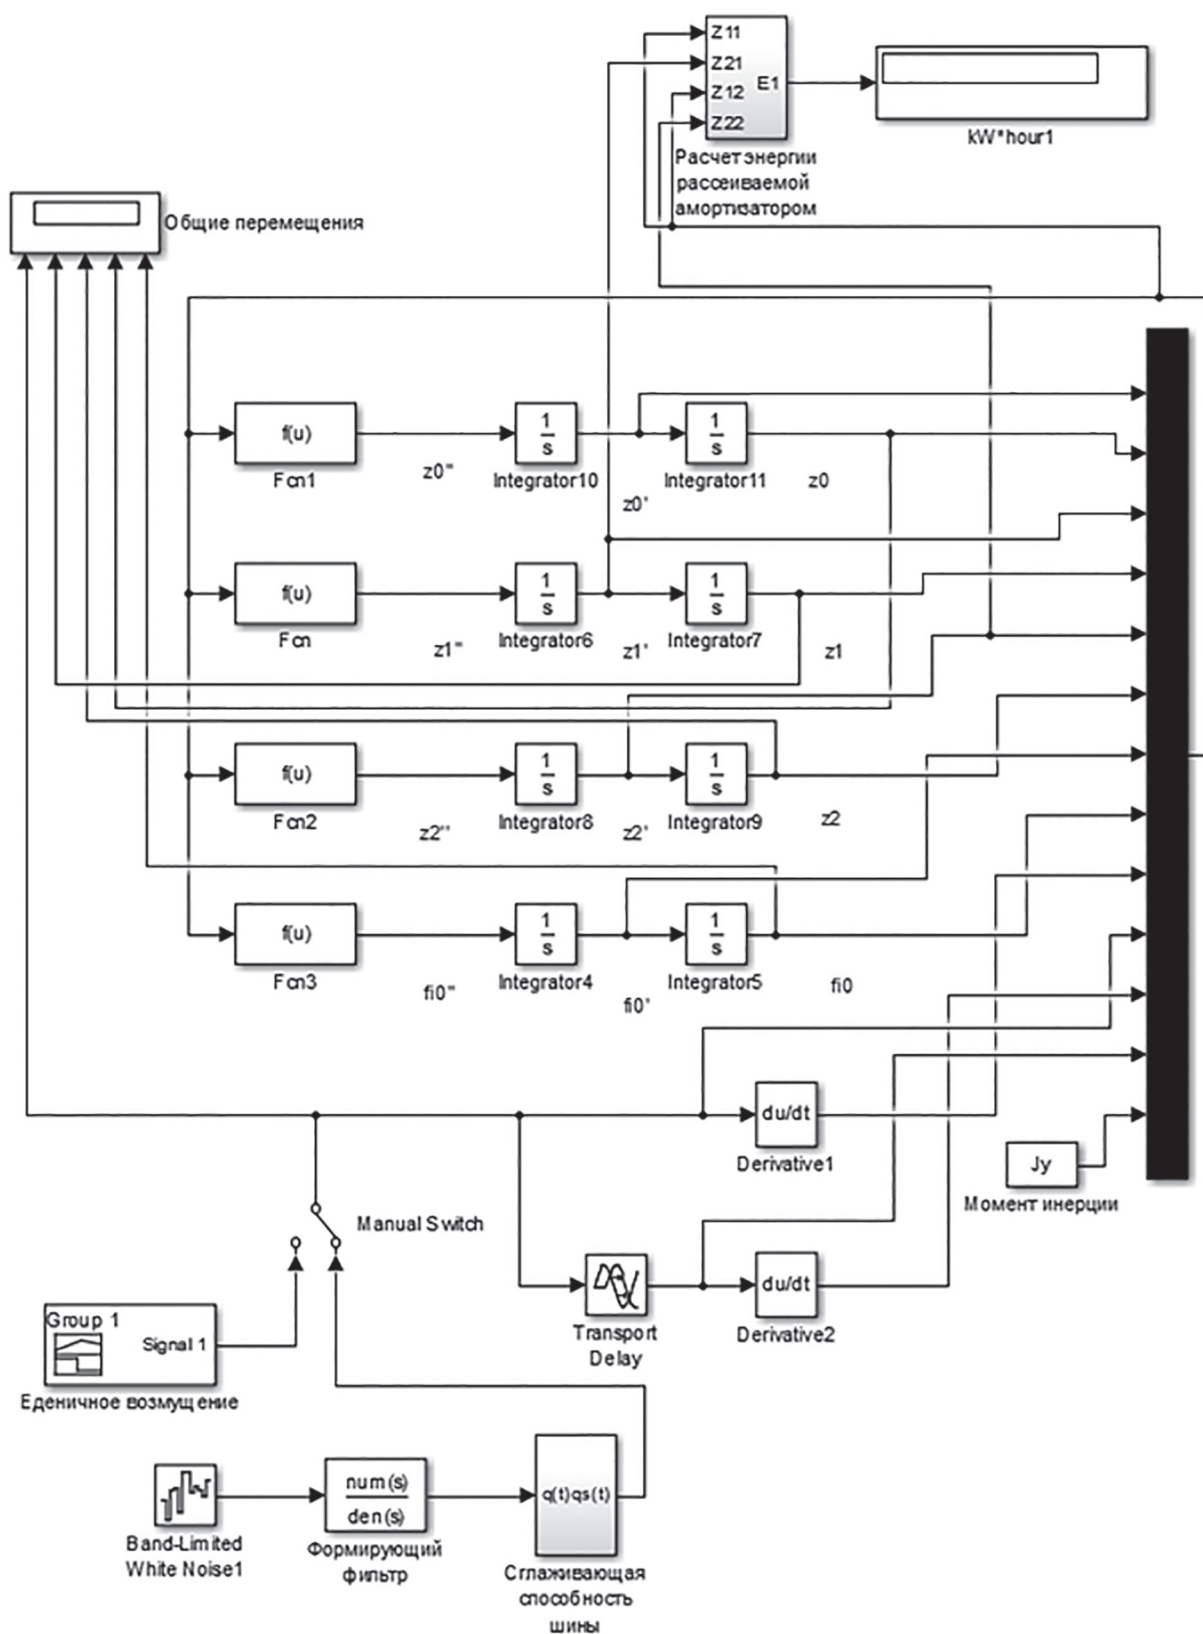 Z11
Z21
Z12
Z22
E1
kW*hour1
Расчет энергии
рассеиваемой
амортизатором
Общие перемещения
f(u)
Fcn1
z0"
1
s
Integrator10
z0'
1
s
Integrator11
z0
f(u)
Fcn
z1"
1
s
Integrator6
z1'
1
s
Integrator7
z1
f(u)
Fcn2
z2"
1
s
Integrator8
z2'
1
s
Integrator9
z2
f(u)
Fcn3
fi0"
1
s
Integrator4
fi0'
1
s
Integrator5
fi0
du/dt
Derivative1
Jy
Момент инерции
Manual Switch
Group 1
Signal 1
Еденичное возмущение
Transport
Delay
du/dt
Derivative2
Band-Limited
White Noise1
num(s)
den(s)
Формирующий
фильтр
q(t) qs(t)
Сглаживающая
способность
шины